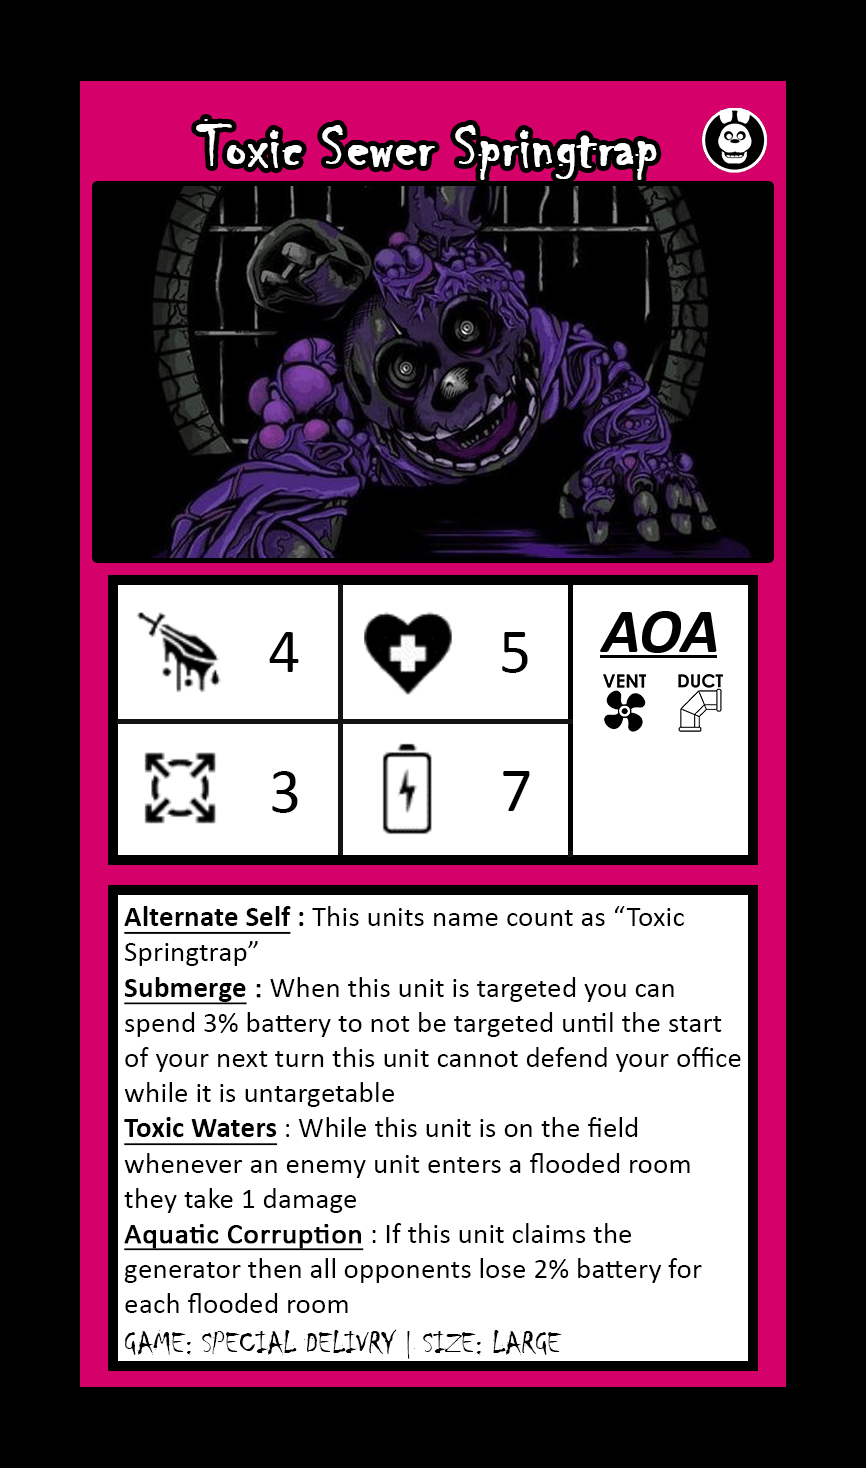 Toxic Sewer Springtrap
4
5
AOA
VENT DUCT
3
7
Alternate Self : This units name count as “Toxic
Springtrap”
Submerge : When this unit is targeted you can
spend 3% battery to not be targeted until the start
of your next turn this unit cannot defend your office
while it is untargetable
Toxic Waters : While this unit is on the field
whenever an enemy unit enters a flooded room
they take 1 damage
Aquatic Corruption : If this unit claims the
generator then all opponents lose 2% battery for
each flooded room
GAME: SPECIAL DELIVRY | SIZE: LARGE